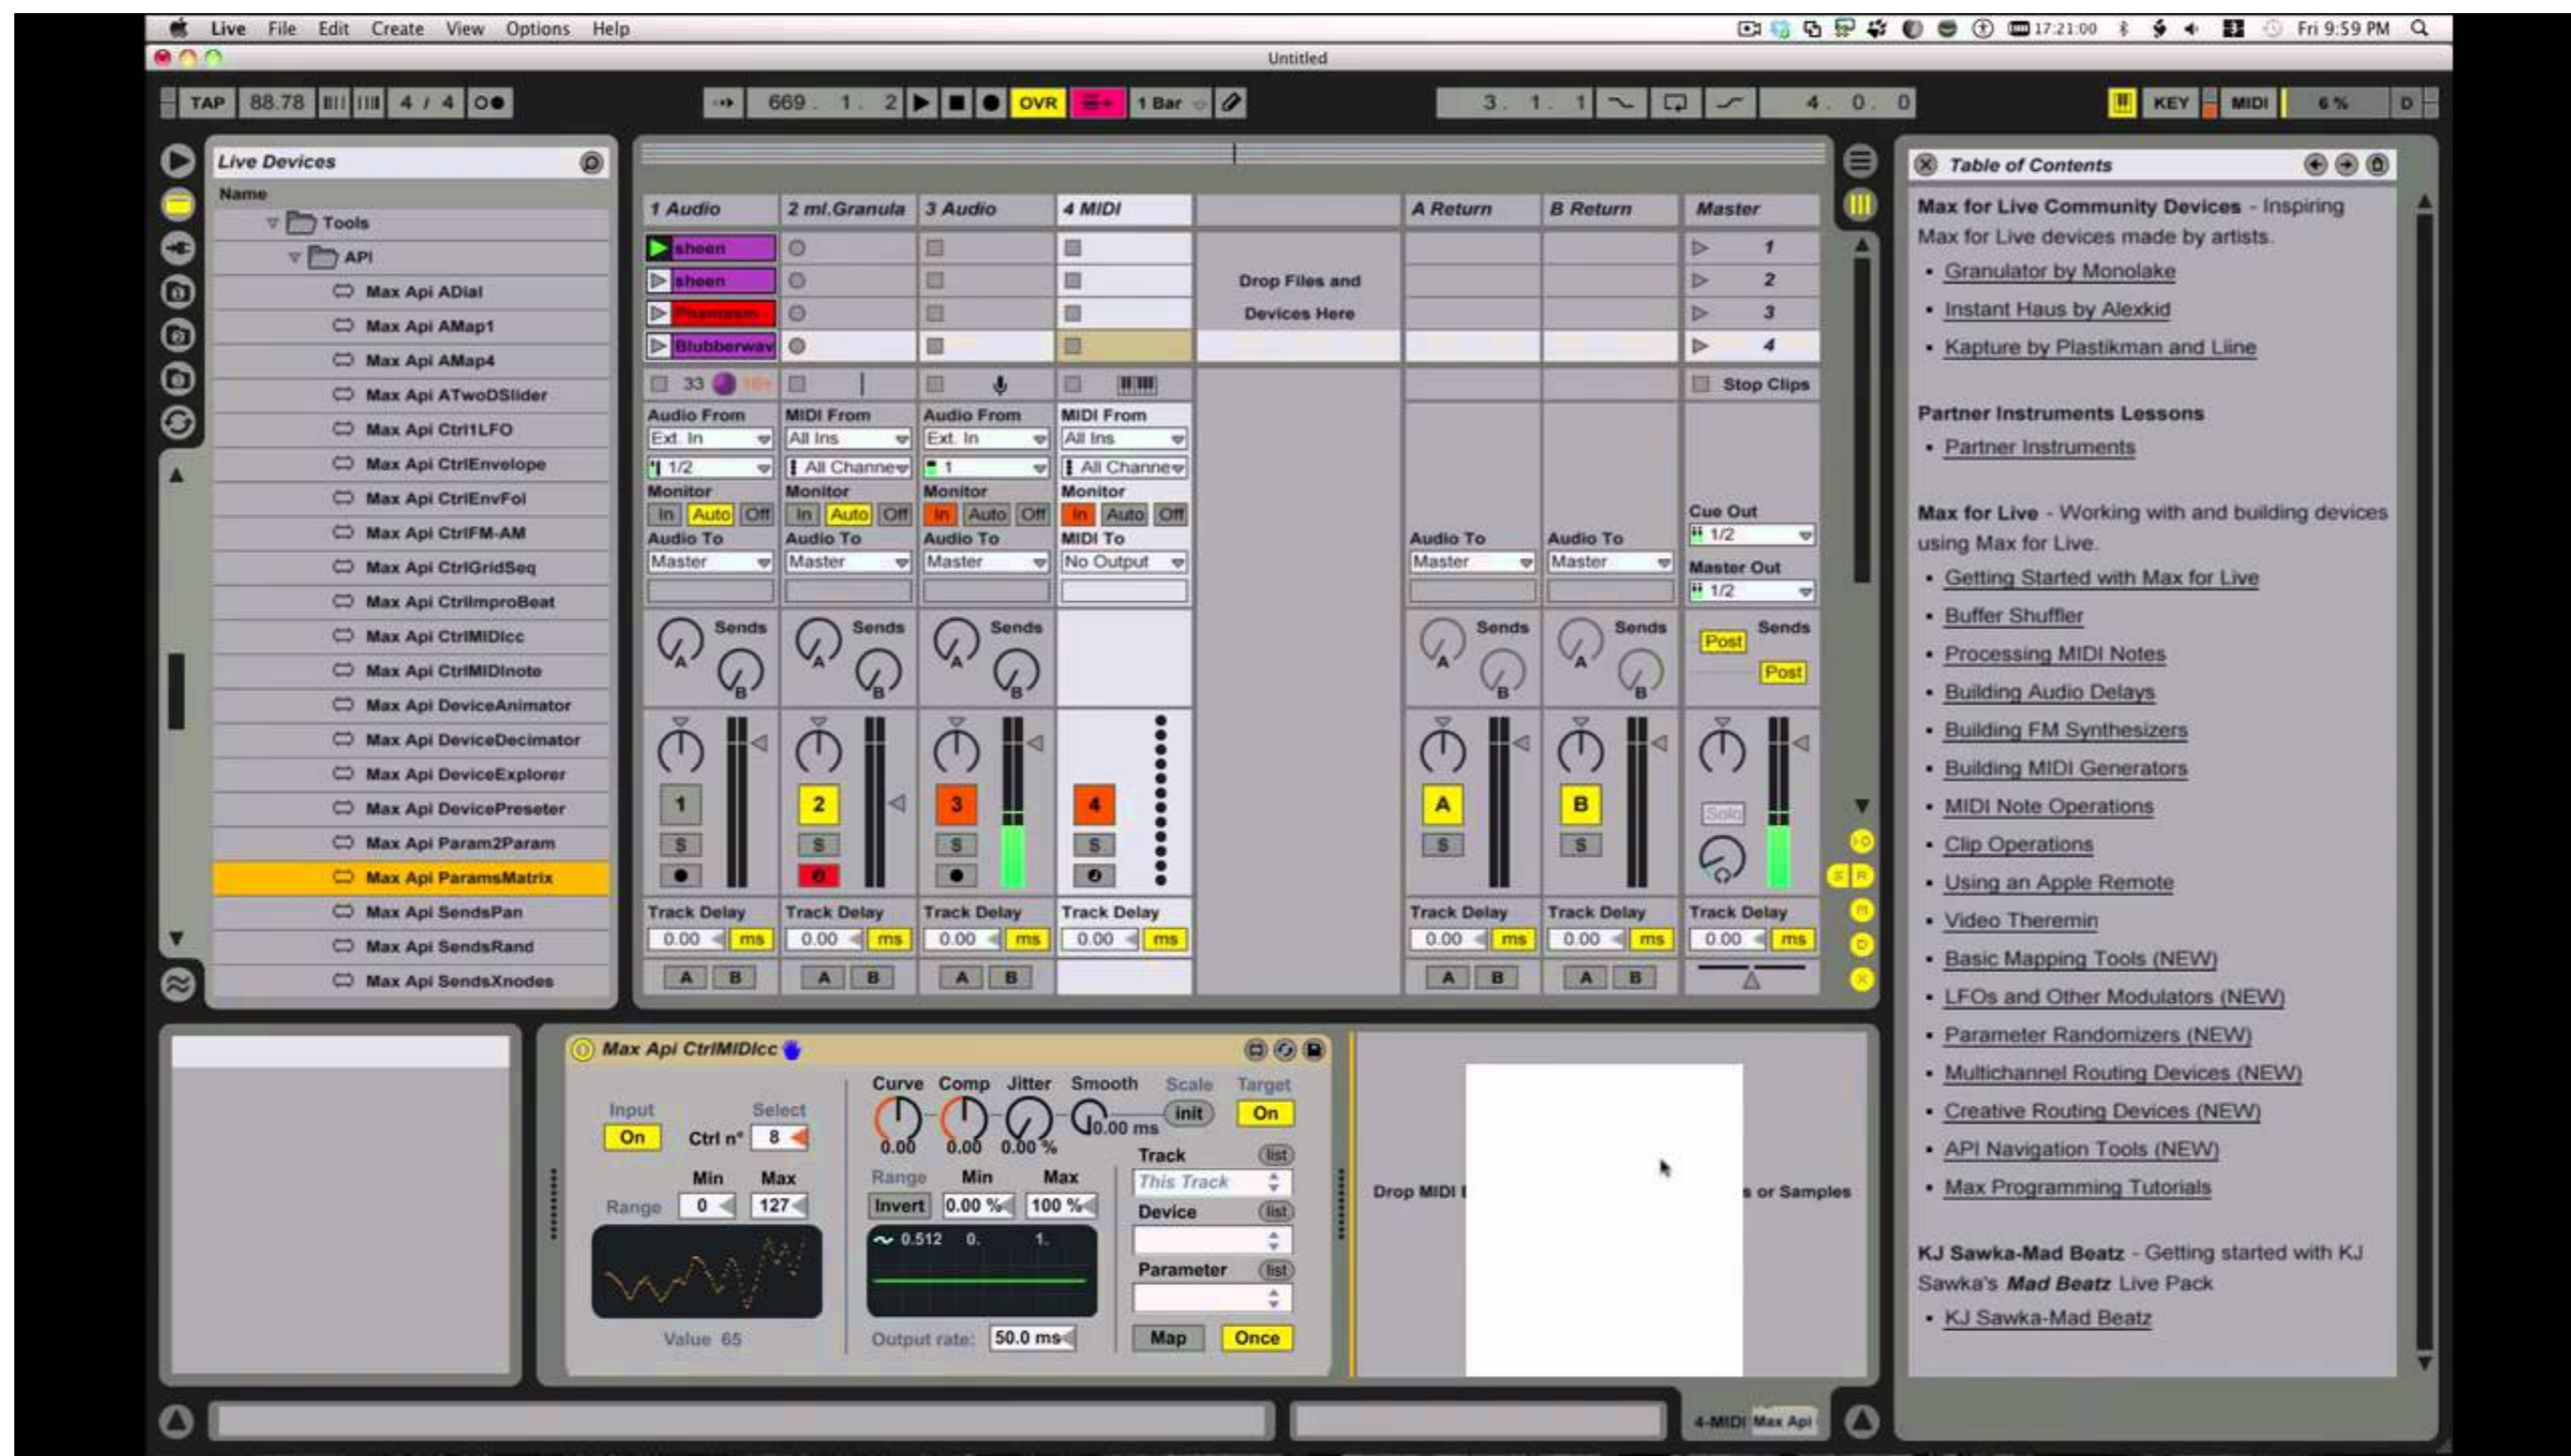 Live File Edit Create View Options Help 17:21:00 Fri 9:59 PM
Untitled
TAP 88.78 4 / 4 669. 1. 2 OVR 1 Bar 3. 1. 1 4. 0. 0 KEY MIDI 6 % D
Live Devices
Name
Tools
API
Max Api ADial
Max Api AMap1
Max Api AMap4
Max Api ATwoDSlider
Max Api Ctrl1LFO
Max Api CtrlEnvelope
Max Api CtrlEnvFol
Max Api CtrlFM-AM
Max Api CtrlGridSeq
Max Api CtrlImproBeat
Max Api CtrlMIDIcc
Max Api CtrlMIDInote
Max Api DeviceAnimator
Max Api DeviceDecimator
Max Api DeviceExplorer
Max Api DevicePreseter
Max Api Param2Param
Max Api ParamsMatrix
Max Api SendsPan
Max Api SendsRand
Max Api SendsXnodes
1 Audio 2 ml.Granula 3 Audio 4 MIDI A Return B Return Master
sheen 1
sheen Drop Files and 2
Phantasm Devices Here 3
Blubberwav 4
33 16+ Stop Clips
Audio From MIDI From Audio From MIDI From
Ext. In All Ins Ext. In All Ins
1/2 All Channe 1 All Channe
Monitor Monitor Monitor Monitor
In Auto Off In Auto Off In Auto Off In Auto Off Cue Out
1/2
Audio To Audio To Audio To MIDI To Audio To Audio To
Master Master Master No Output Master Master Master Out
1/2
Sends Sends Sends Sends Sends Sends
A A A A A Post
B B B B B Post
1 2 3 4 A B Solo
S S S S S S
S R
Track Delay Track Delay Track Delay Track Delay Track Delay Track Delay Track Delay
0.00 ms 0.00 ms 0.00 ms 0.00 ms 0.00 ms 0.00 ms 0.00 ms
D
A B A B A B A B A B
Table of Contents
Max for Live Community Devices - Inspiring
Max for Live devices made by artists.
Granulator by Monolake
Instant Haus by Alexkid
Kapture by Plastikman and Liine
Partner Instruments Lessons
Partner Instruments
Max for Live - Working with and building devices
using Max for Live.
Getting Started with Max for Live
Buffer Shuffler
Processing MIDI Notes
Building Audio Delays
Building FM Synthesizers
Building MIDI Generators
MIDI Note Operations
Clip Operations
Using an Apple Remote
Video Theremin
Basic Mapping Tools (NEW)
LFOs and Other Modulators (NEW)
Parameter Randomizers (NEW)
Multichannel Routing Devices (NEW)
Creative Routing Devices (NEW)
API Navigation Tools (NEW)
Max Programming Tutorials
KJ Sawka-Mad Beatz - Getting started with KJ
Sawka's Mad Beatz Live Pack
KJ Sawka-Mad Beatz
Max Api CtrlMIDIcc
Input Select
On Ctrl n° 8
Min Max
Range 0 127
Value 65
Curve Comp Jitter Smooth Scale Target
init On
0.00 0.00 0.00 % 0.00 ms
Range Min Max
Invert 0.00 % 100 %
0.512 0. 1.
Output rate: 50.0 ms
Track list
This Track
Device list
Parameter list
Map Once
Drop MIDI s or Samples
4-MIDI Max Api